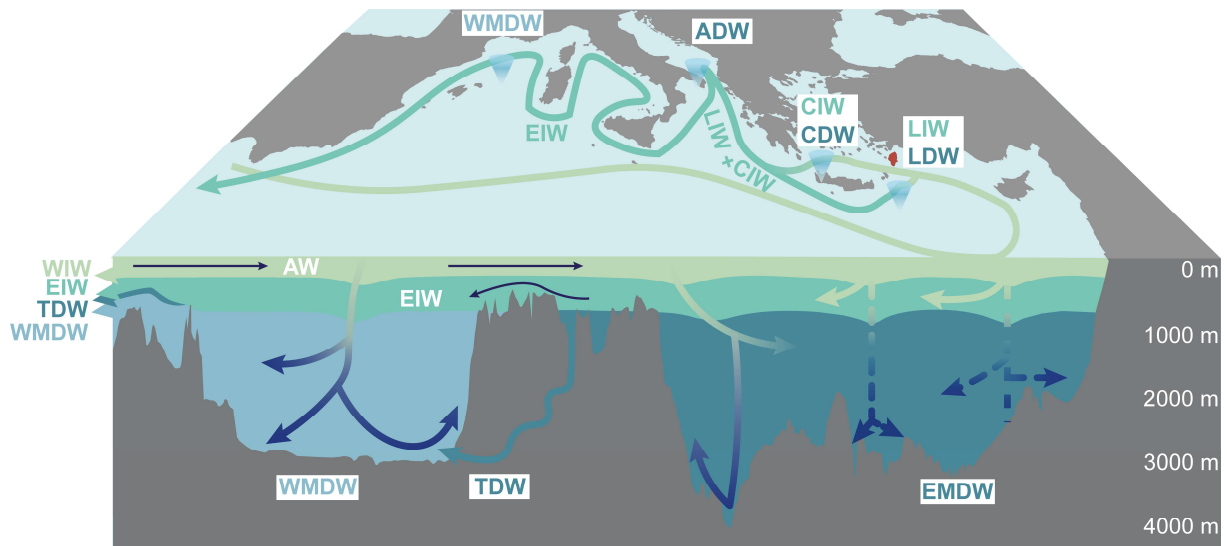 WMDW
ADW
CIW
CDW
LIW
LDW
EIW
LIW +CIW
WIW
AW
0 m
EIW
EIW
TDW
WMDW
1000 m
2000 m
3000 m
WMDW
TDW
EMDW
4000 m